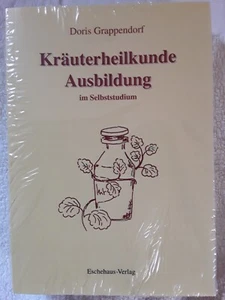 Doris Grappendorf
Kräuterheilkunde
Ausbildung
im Selbststudium
Eschehaus-Verlag